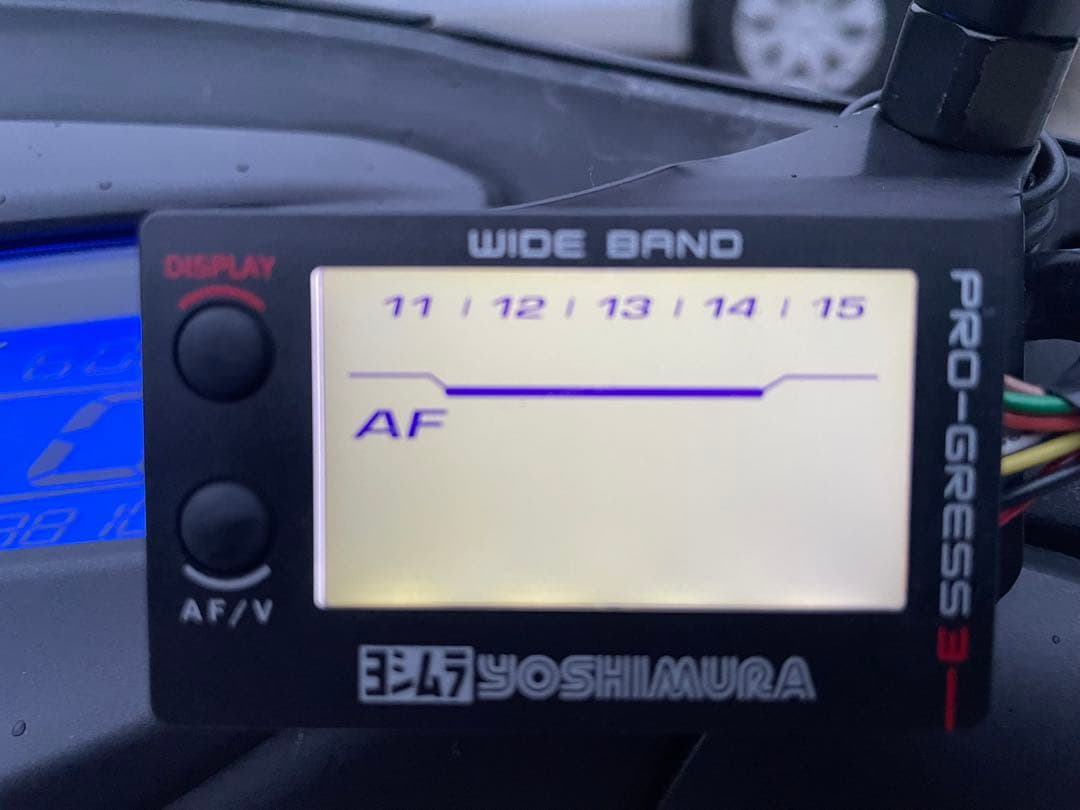 WIDE BAND
DISPLAY
11 | 12 | 13 | 14 | 15
AF
AF/V
PRO-GRESS 3
ヨシムラ YOSHIMURA